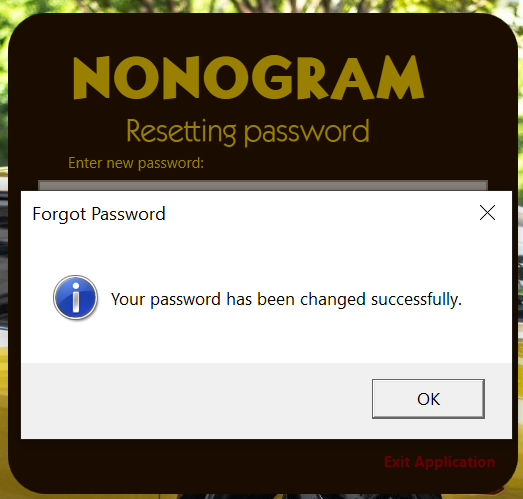 NONOGRAM
Resetting password
Enter new password:
Forgot Password
Your password has been changed successfully.
OK
Exit Application